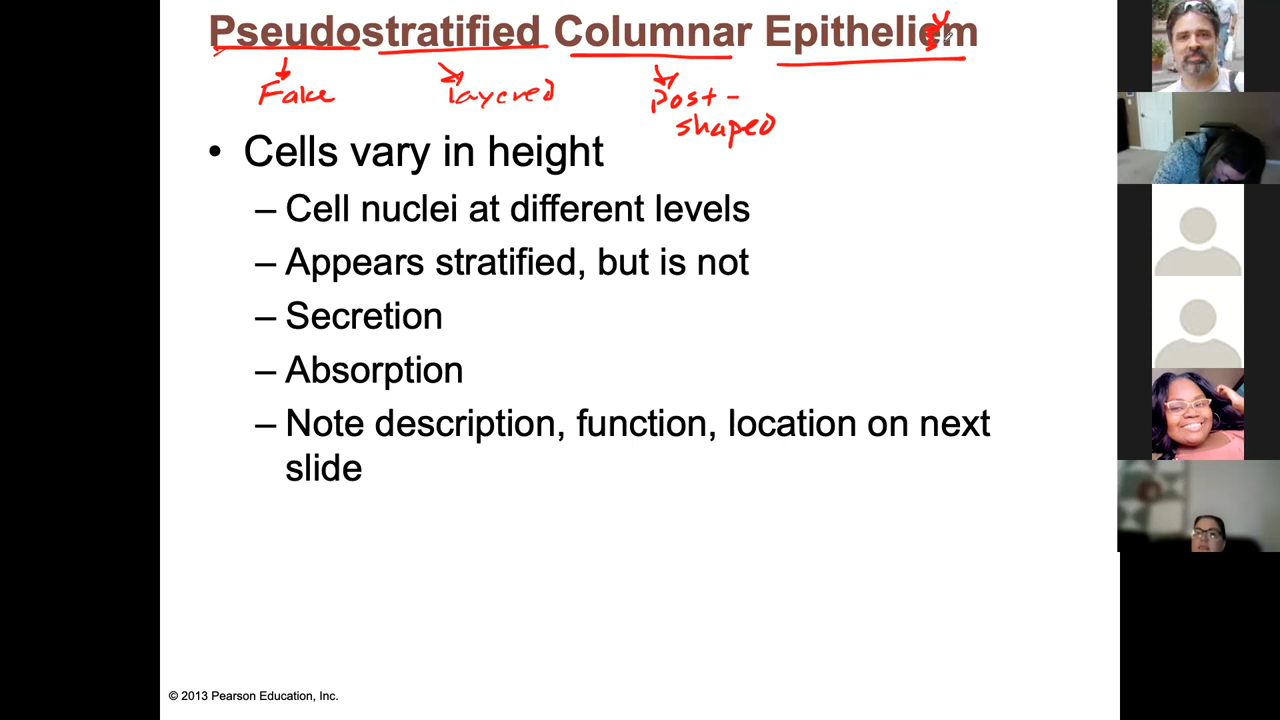 Pseudostratified Columnar Epitheliem
Fake Layered Post-
shaped
• Cells vary in height
– Cell nuclei at different levels
– Appears stratified, but is not
– Secretion
– Absorption
– Note description, function, location on next
slide
© 2013 Pearson Education, Inc.